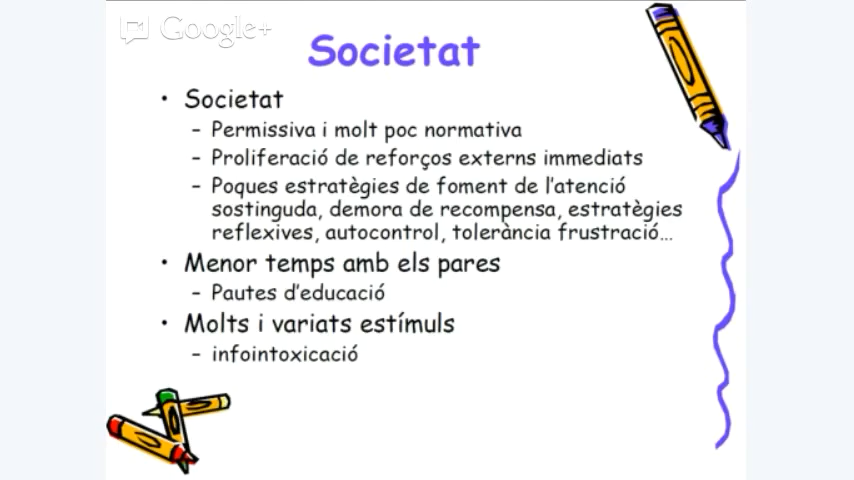 Google+
Societat
• Societat
– Permissiva i molt poc normativa
– Proliferació de reforços externs immediats
– Poques estratègies de foment de l'atenció
sostinguda, demora de recompensa, estratègies
reflexives, autocontrol, tolerància frustració…
• Menor temps amb els pares
– Pautes d'educació
• Molts i variats estímuls
– infointoxicació